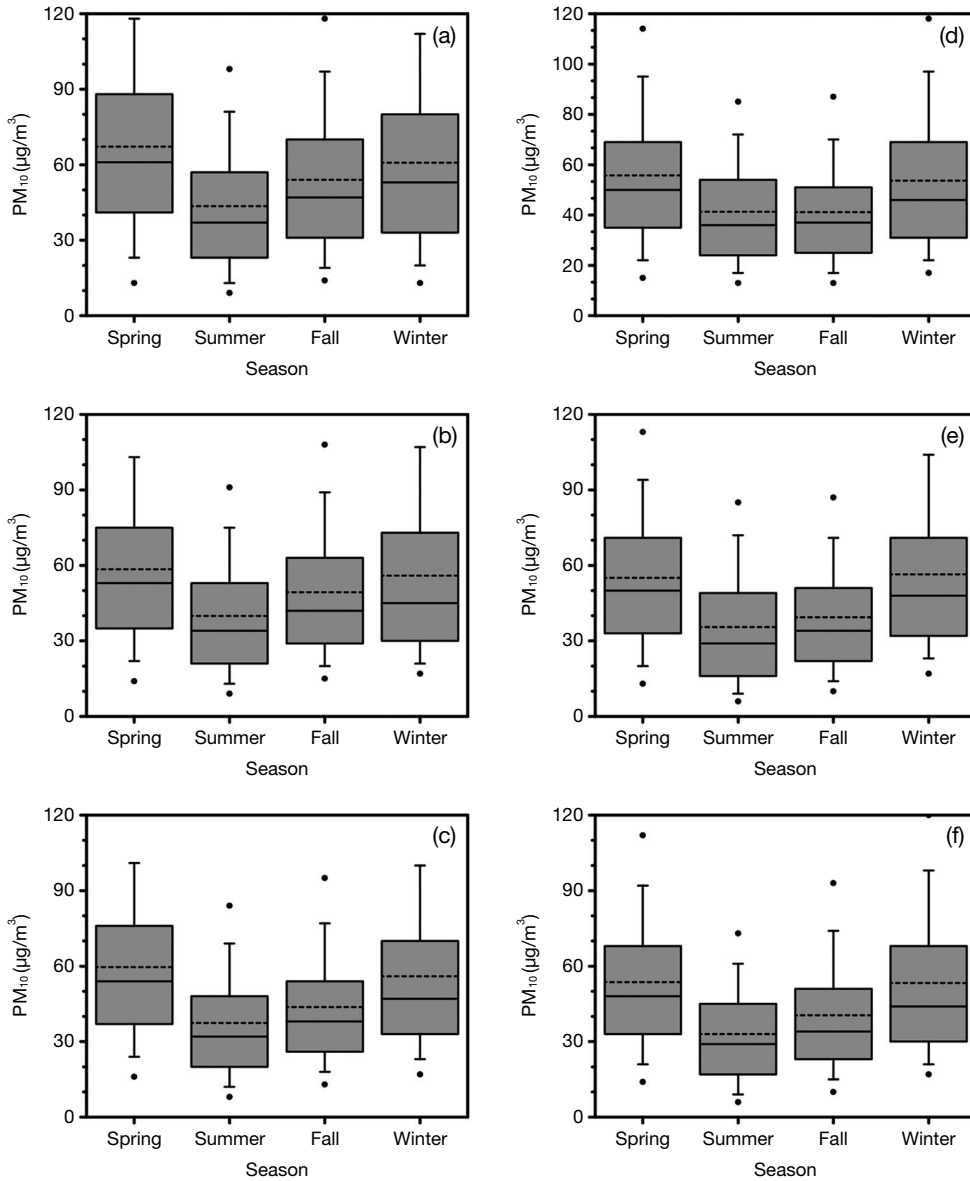 (a)
120
90
60
30
0
PM₁₀ (µg/m³)
Spring Summer Fall Winter
Season
(d)
120
100
80
60
40
20
0
PM₁₀ (µg/m³)
Spring Summer Fall Winter
Season
(b)
120
90
60
30
0
PM₁₀ (µg/m³)
Spring Summer Fall Winter
Season
(e)
120
90
60
30
0
PM₁₀ (µg/m³)
Spring Summer Fall Winter
Season
(c)
120
90
60
30
0
PM₁₀ (µg/m³)
Spring Summer Fall Winter
Season
(f)
120
90
60
30
0
PM₁₀ (µg/m³)
Spring Summer Fall Winter
Season